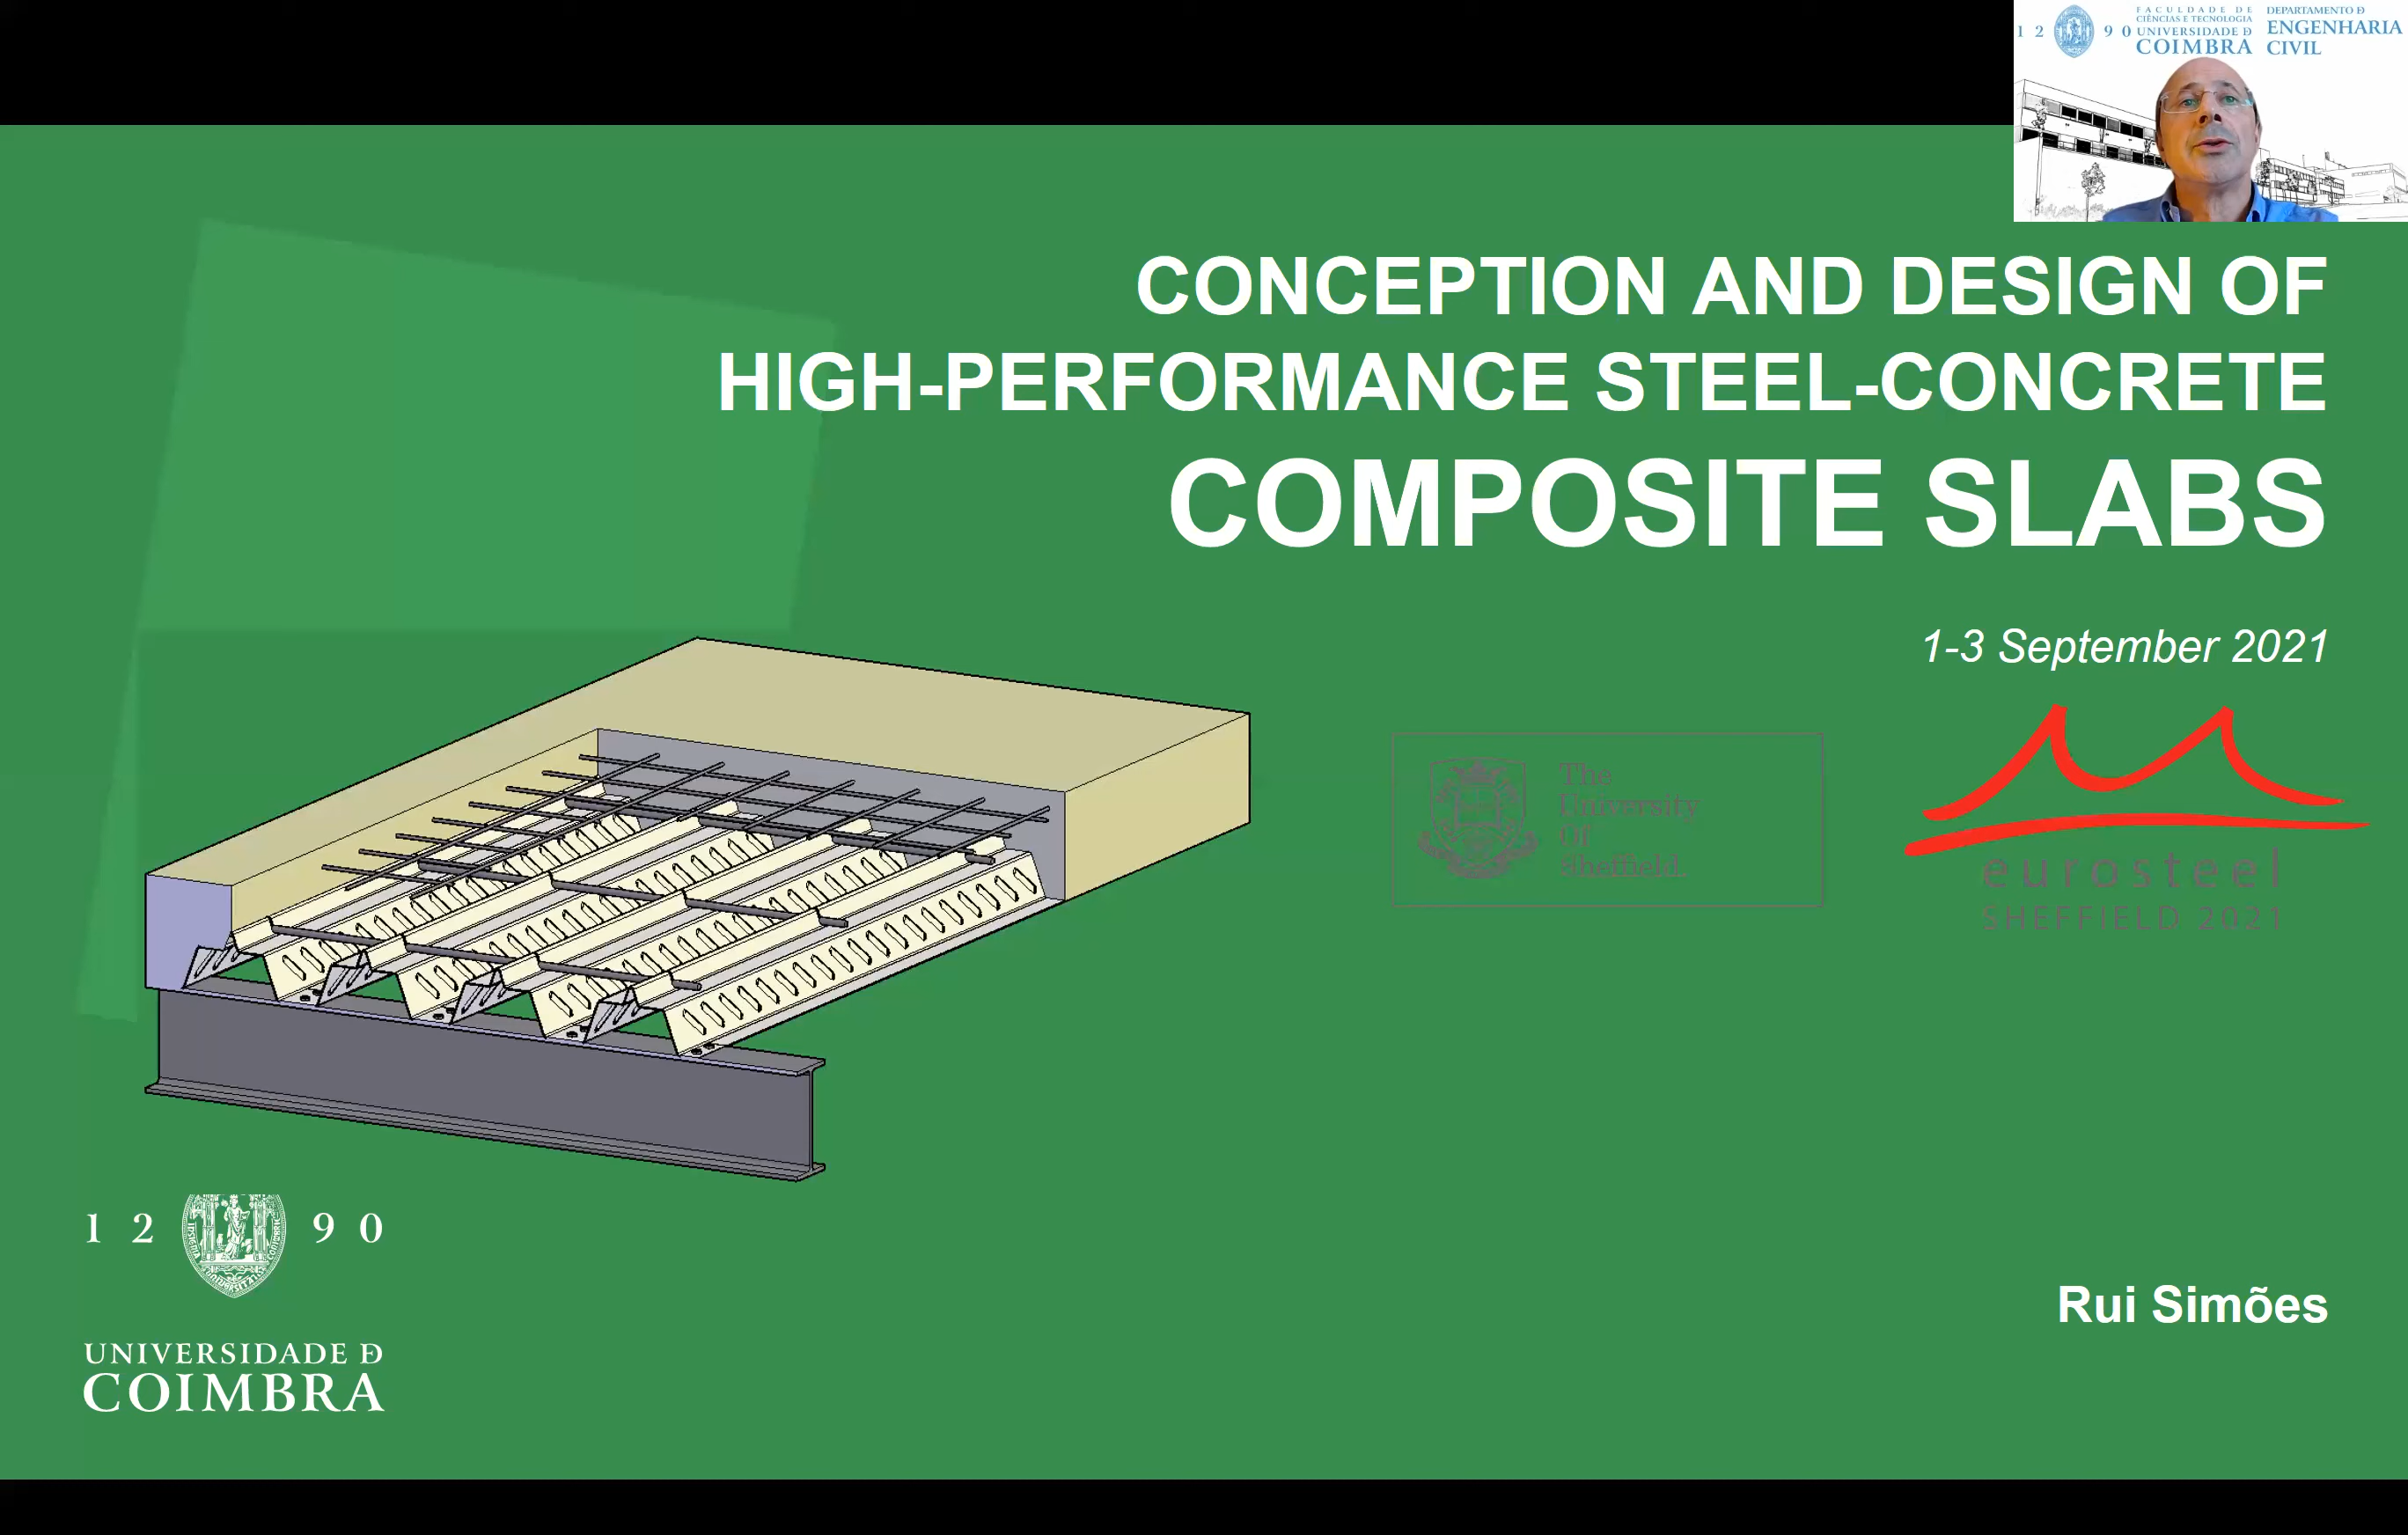 1 2 9 0
FACULDADE DE
CIÊNCIAS E TECNOLOGIA
UNIVERSIDADE Ð
COIMBRA
DEPARTAMENTO Ð
ENGENHARIA
CIVIL
CONCEPTION AND DESIGN OF
HIGH-PERFORMANCE STEEL-CONCRETE
COMPOSITE SLABS
1-3 September 2021
The
University
Of
Sheffield.
eurosteel
SHEFFIELD 2021
1 2 9 0
UNIVERSIDADE Ð
COIMBRA
Rui Simões